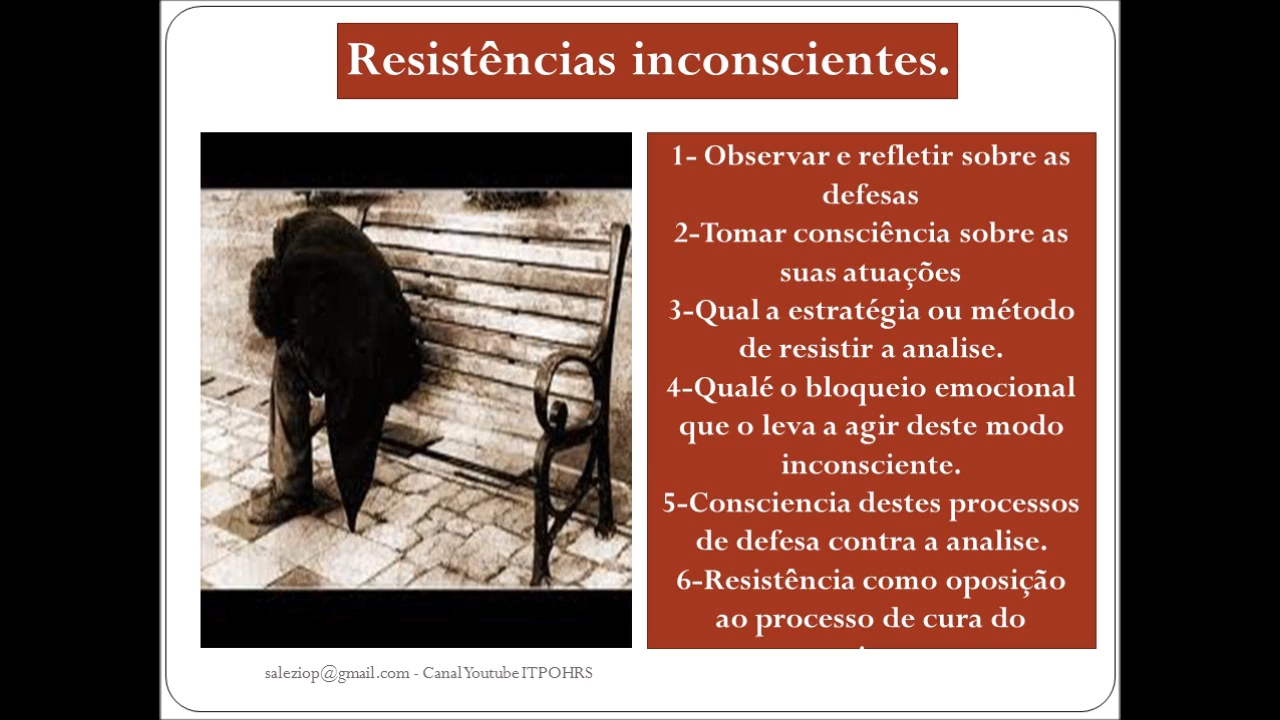 Resistências inconscientes.
1- Observar e refletir sobre as
defesas
2-Tomar consciência sobre as
suas atuações
3-Qual a estratégia ou método
de resistir a analise.
4-Qualé o bloqueio emocional
que o leva a agir deste modo
inconsciente.
5-Consciencia destes processos
de defesa contra a analise.
6-Resistência como oposição
ao processo de cura do
saleziop@gmail.com - Canal Youtube ITPOHRS